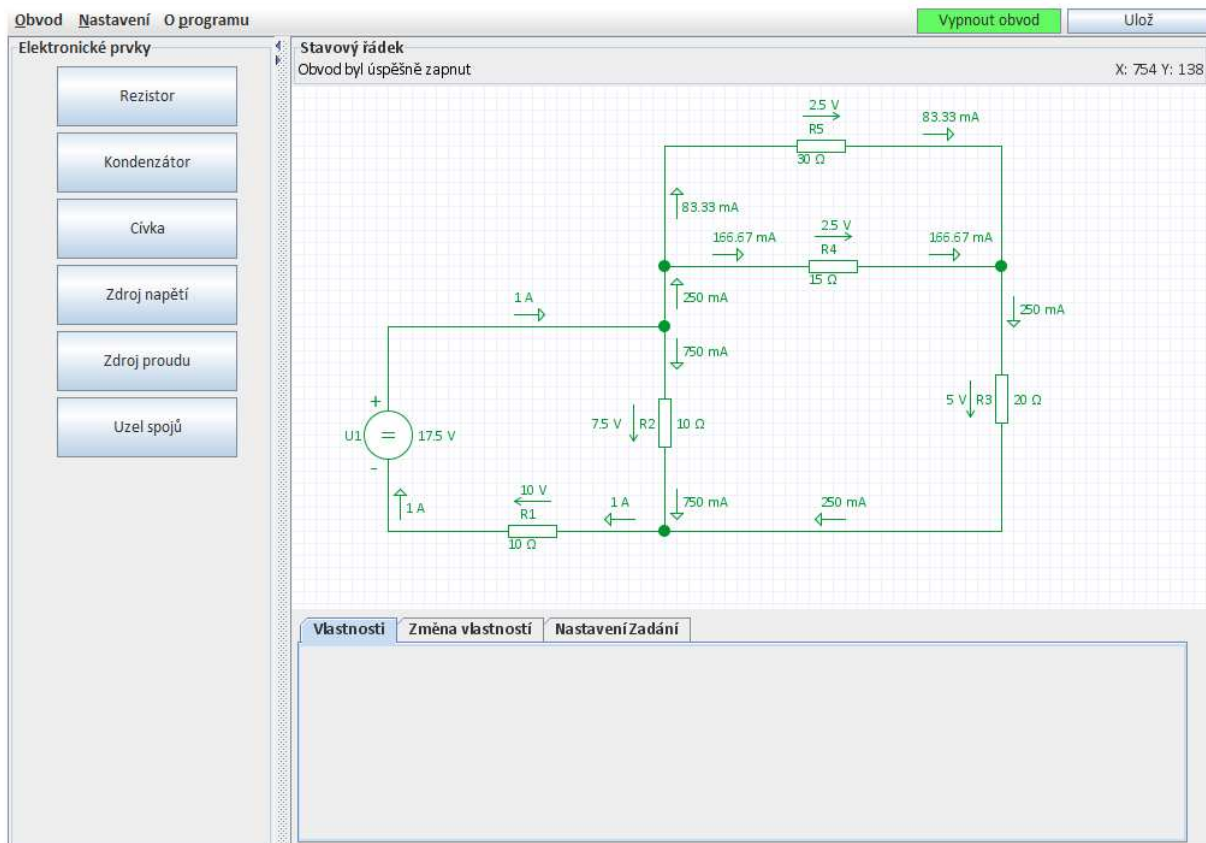 Obvod Nastavení O programu
Vypnout obvod
Ulož
Elektronické prvky
Rezistor
Kondenzátor
Cívka
Zdroj napětí
Zdroj proudu
Uzel spojů
Stavový řádek
Obvod byl úspěšně zapnut
X: 754 Y: 138
2.5 V
R5
30 Ω
83.33 mA
83.33 mA
166.67 mA
2.5 V
R4
15 Ω
166.67 mA
1 A
250 mA
250 mA
750 mA
5 V R3 20 Ω
7.5 V R2 10 Ω
+
U1 = 17.5 V
-
1 A
10 V
R1
10 Ω
1 A
750 mA
250 mA
Vlastnosti Změna vlastností Nastavení Zadání